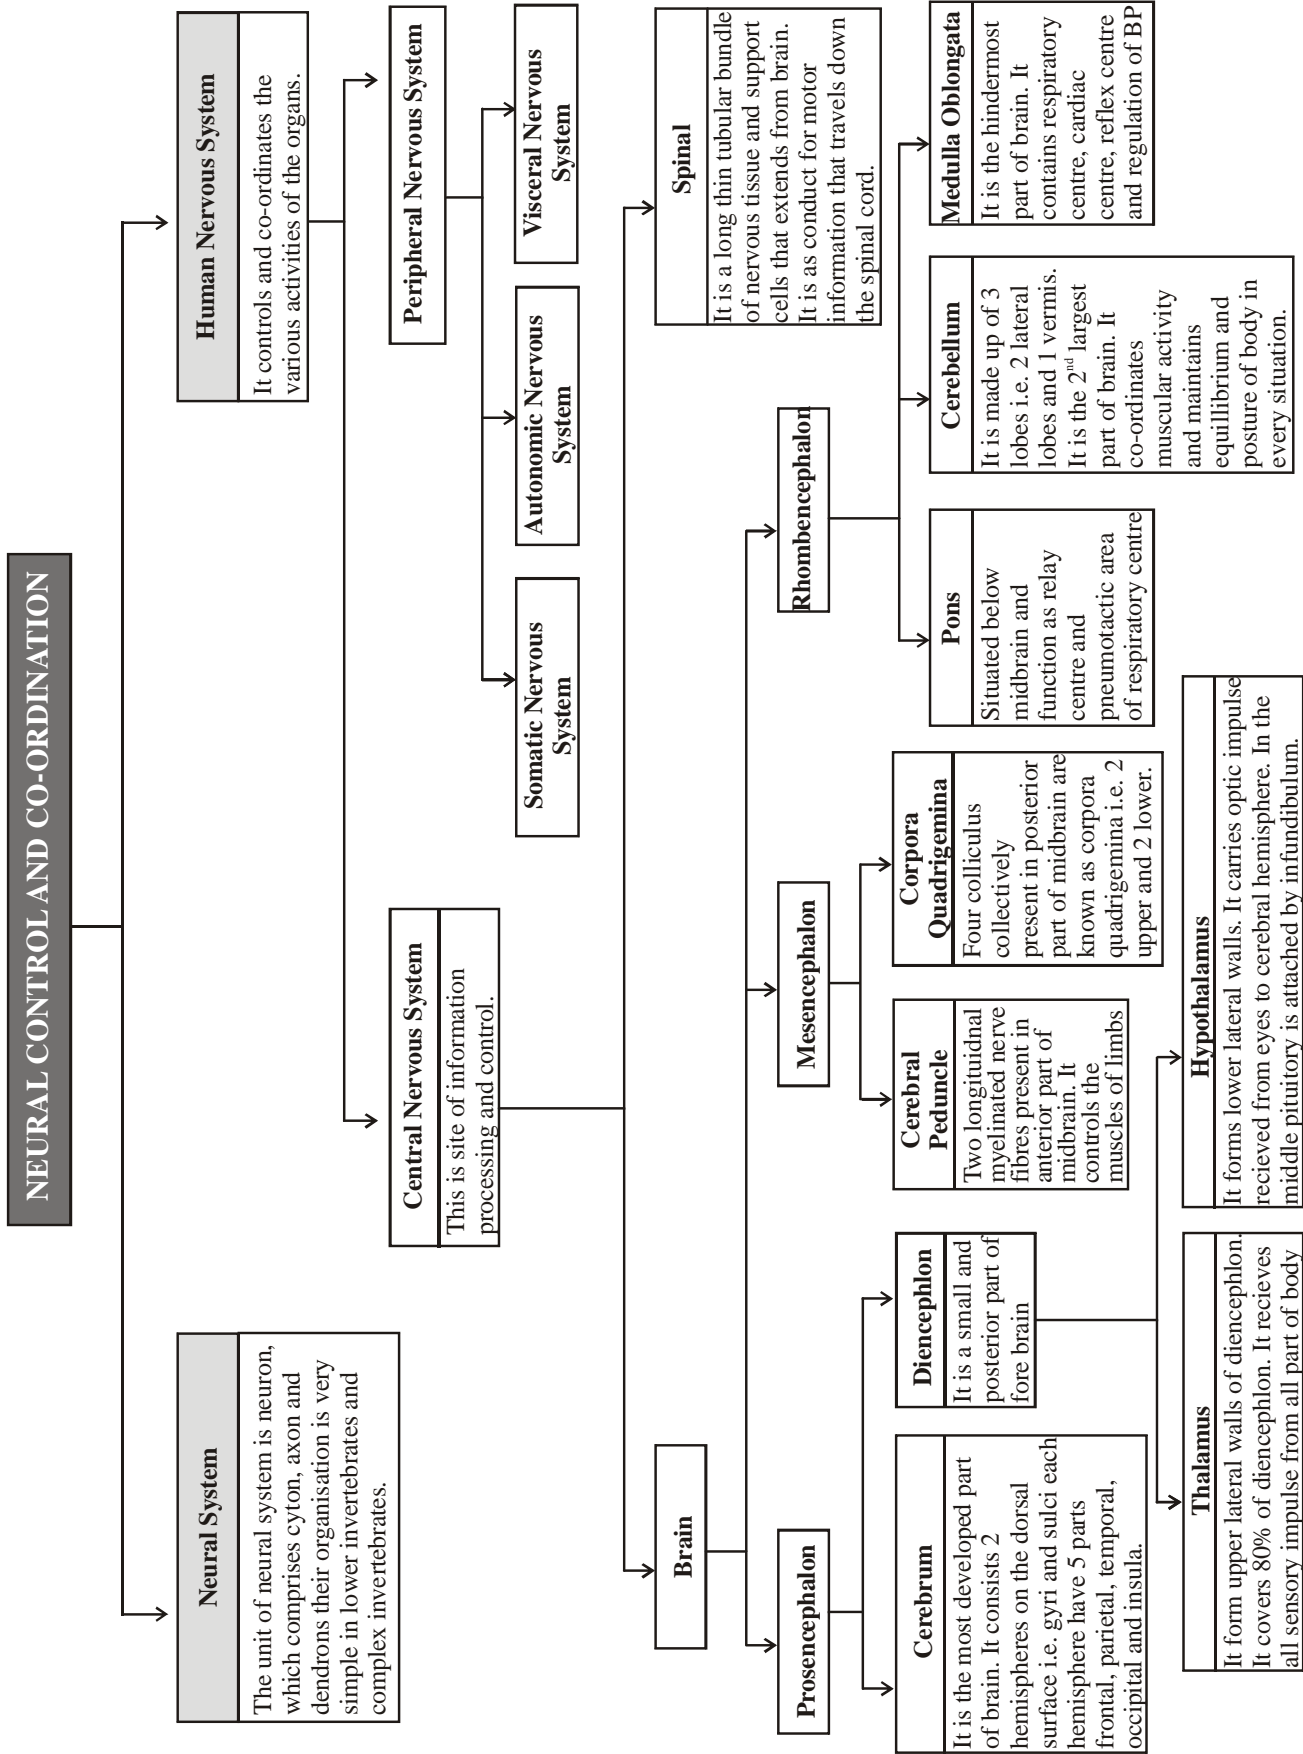 NEURAL CONTROL AND CO-ORDINATION
Neural System
The unit of neural system is neuron,
which comprises cyton, axon and
dendrons their organisation is very
simple in lower invertebrates and
complex invertebrates.
Human Nervous System
It controls and co-ordinates the
various activities of the organs.
Central Nervous System
This is site of information
processing and control.
Peripheral Nervous System
Somatic Nervous
System
Autonomic Nervous
System
Visceral Nervous
System
Brain
Spinal
It is a long thin tubular bundle
of nervous tissue and support
cells that extends from brain.
It is as conduct for motor
information that travels down
the spinal cord.
Prosencephalon
Mesencephalon
Rhombencephalon
Cerebrum
It is the most developed part
of brain. It consists 2
hemispheres on the dorsal
surface i.e. gyri and sulci each
hemisphere have 5 parts
frontal, parietal, temporal,
occipital and insula.
Diencephlon
It is a small and
posterior part of
fore brain
Cerebral
Peduncle
Two longituidnal
myelinated nerve
fibres present in
anterior part of
midbrain. It
controls the
muscles of limbs
Corpora
Quadrigemina
Four colliculus
collectively
present in posterior
part of midbrain are
known as corpora
quadrigemina i.e. 2
upper and 2 lower.
Pons
Situated below
midbrain and
function as relay
centre and
pneumotactic area
of respiratory centre
Cerebellum
It is made up of 3
lobes i.e. 2 lateral
lobes and 1 vermis.
It is the 2nd largest
part of brain. It
co-ordinates
muscular activity
and maintains
equilibrium and
posture of body in
every situation.
Medulla Oblongata
It is the hindermost
part of brain. It
contains respiratory
centre, cardiac
centre, reflex centre
and regulation of BP
Thalamus
It form upper lateral walls of diencephlon.
It covers 80% of diencephlon. It recieves
all sensory impulse from all part of body
Hypothalamus
It forms lower lateral walls. It carries optic impulse
recieved from eyes to cerebral hemisphere. In the
middle pituitory is attached by infundibulum.